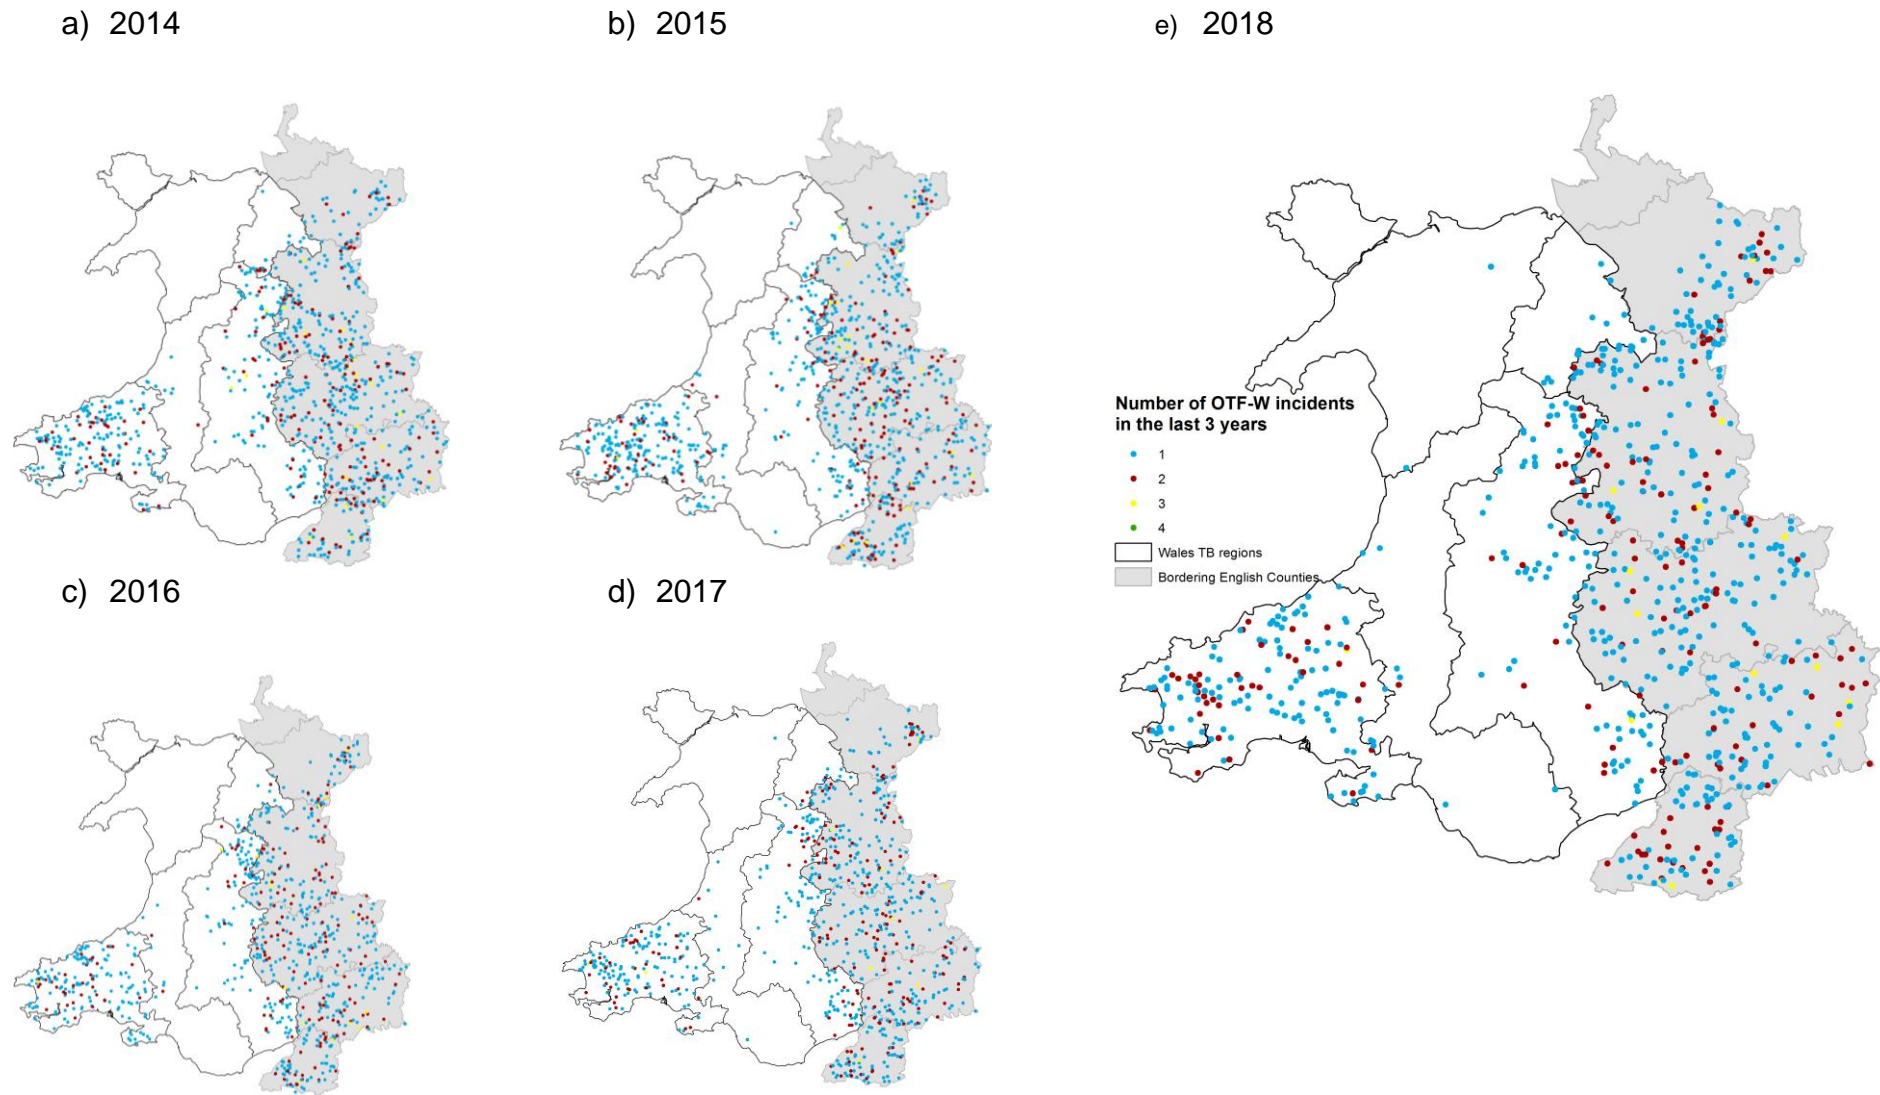 a) 2014
b) 2015
e) 2018
Number of OTF-W incidents
in the last 3 years
1
2
3
4
Wales TB regions
Bordering English Counties
c) 2016
d) 2017